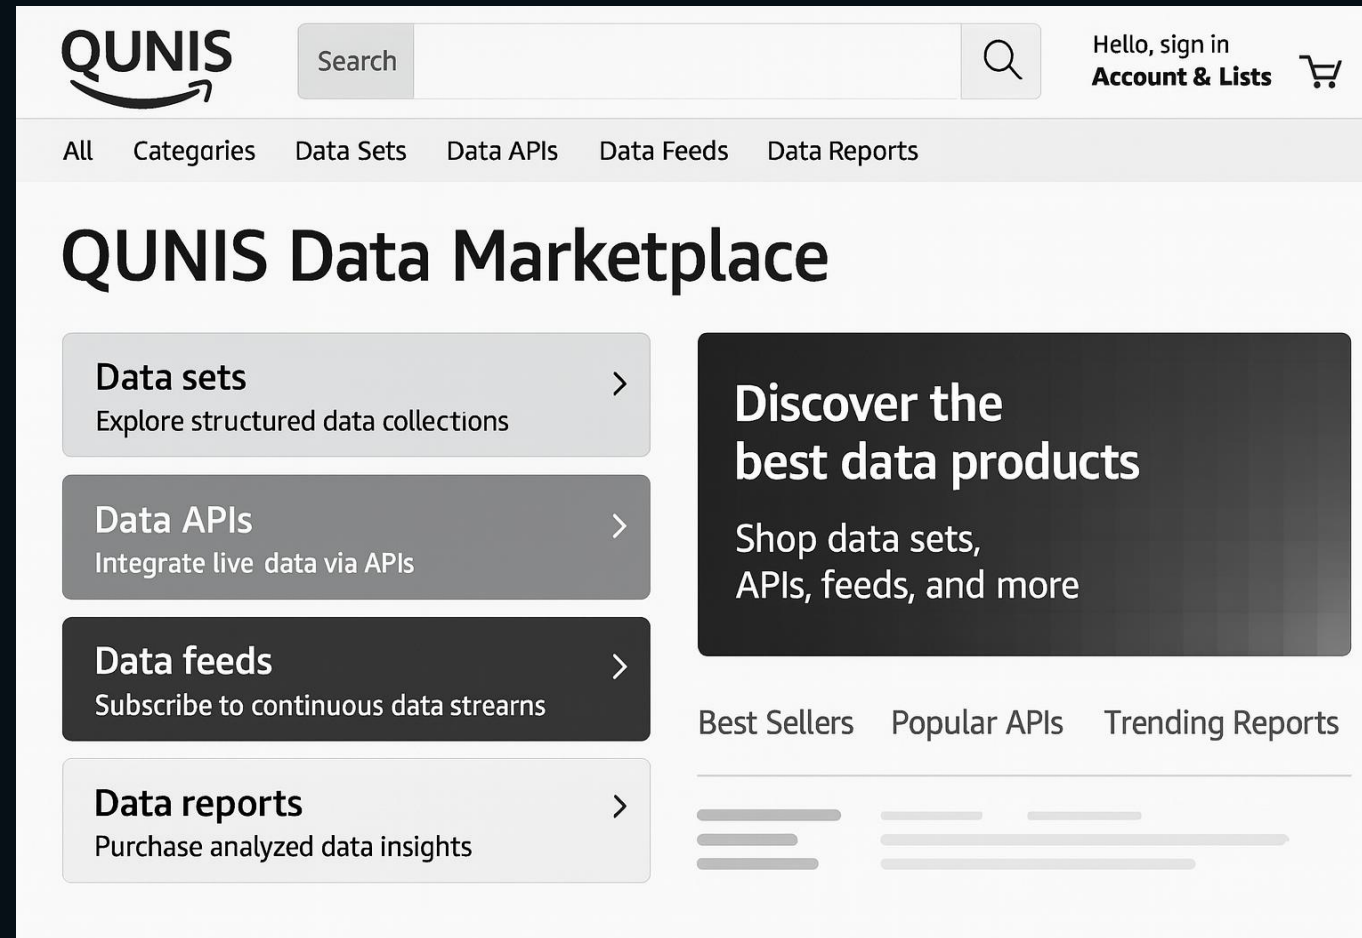 QUNIS
Search
Hello, sign in
Account & Lists
All Categories Data Sets Data APIs Data Feeds Data Reports
QUNIS Data Marketplace
Data sets
Explore structured data collections
Data APIs
Integrate live data via APIs
Data feeds
Subscribe to continuous data strearns
Data reports
Purchase analyzed data insights
Discover the
best data products
Shop data sets,
APIs, feeds, and more
Best Sellers Popular APIs Trending Reports